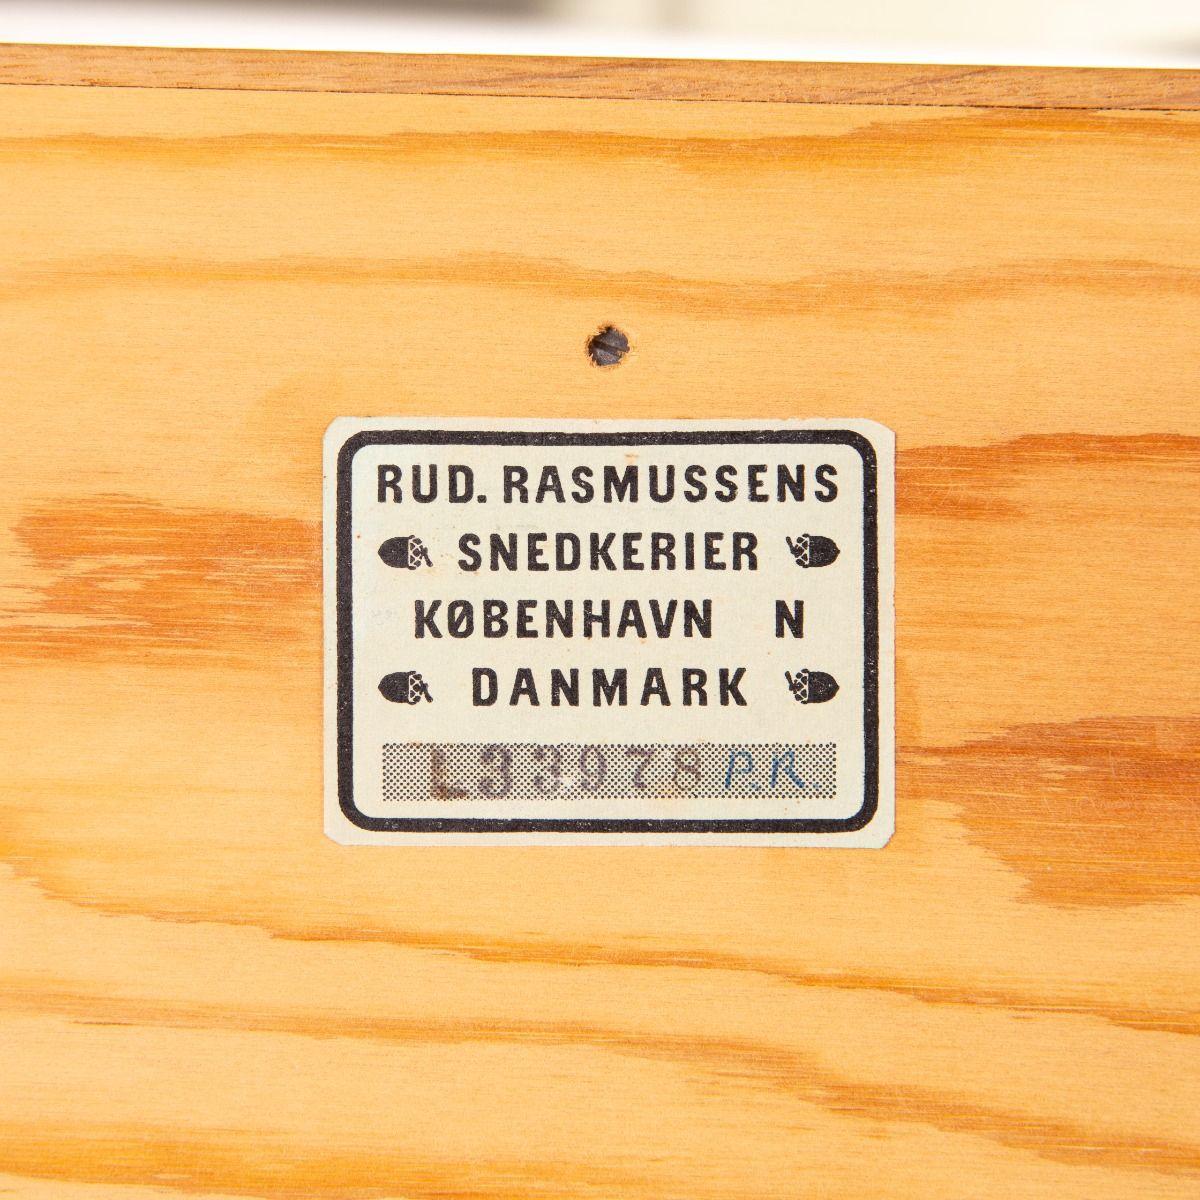 RUD. RASMUSSENS
SNEDKERIER
KØBENHAVN N
DANMARK
L33978 P.R.